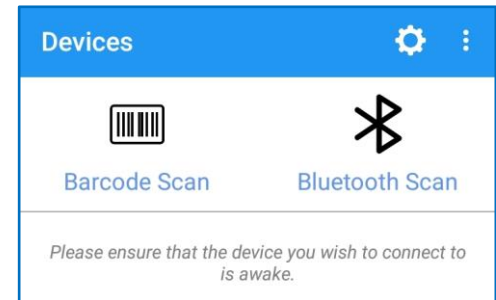 Devices
Barcode Scan
Bluetooth Scan
Please ensure that the device you wish to connect to
is awake.